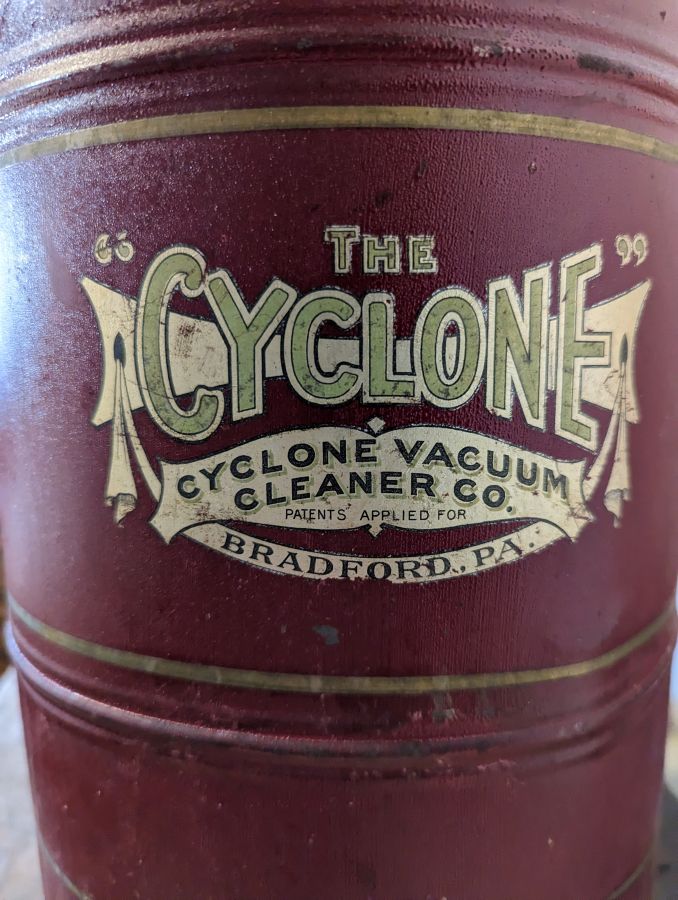 THE
“CYCLONE”
CYCLONE VACUUM
CLEANER CO.
PATENTS APPLIED FOR
BRADFORD, PA.